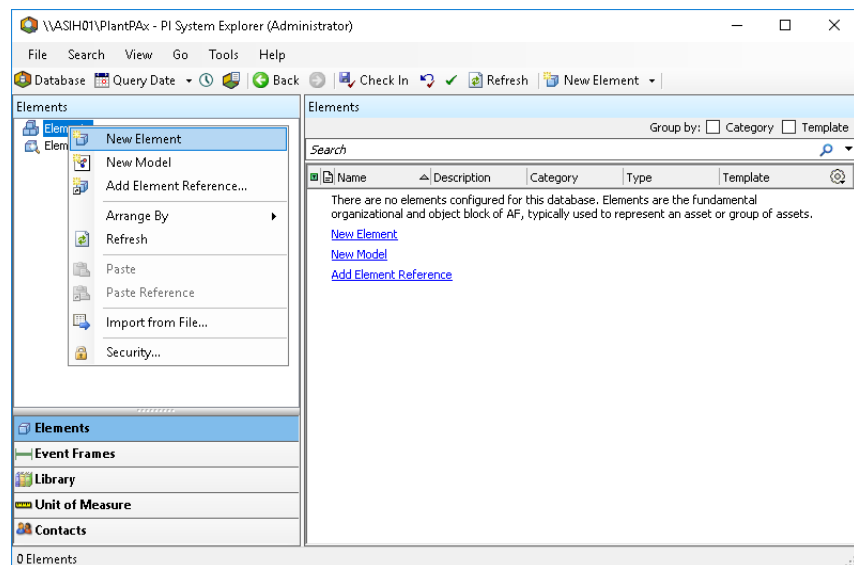 \\ASIH01\PlantPAx - PI System Explorer (Administrator)
File Search View Go Tools Help
Database Query Date Back Check In Refresh New Element
Elements
Elem
Elem
New Element
New Model
Add Element Reference...
Arrange By
Refresh
Paste
Paste Reference
Import from File...
Security...
Elements
Event Frames
Library
Unit of Measure
Contacts
Elements
Group by: Category Template
Search
Name Description Category Type Template
There are no elements configured for this database. Elements are the fundamental
organizational and object block of AF, typically used to represent an asset or group of assets.
New Element
New Model
Add Element Reference
0 Elements